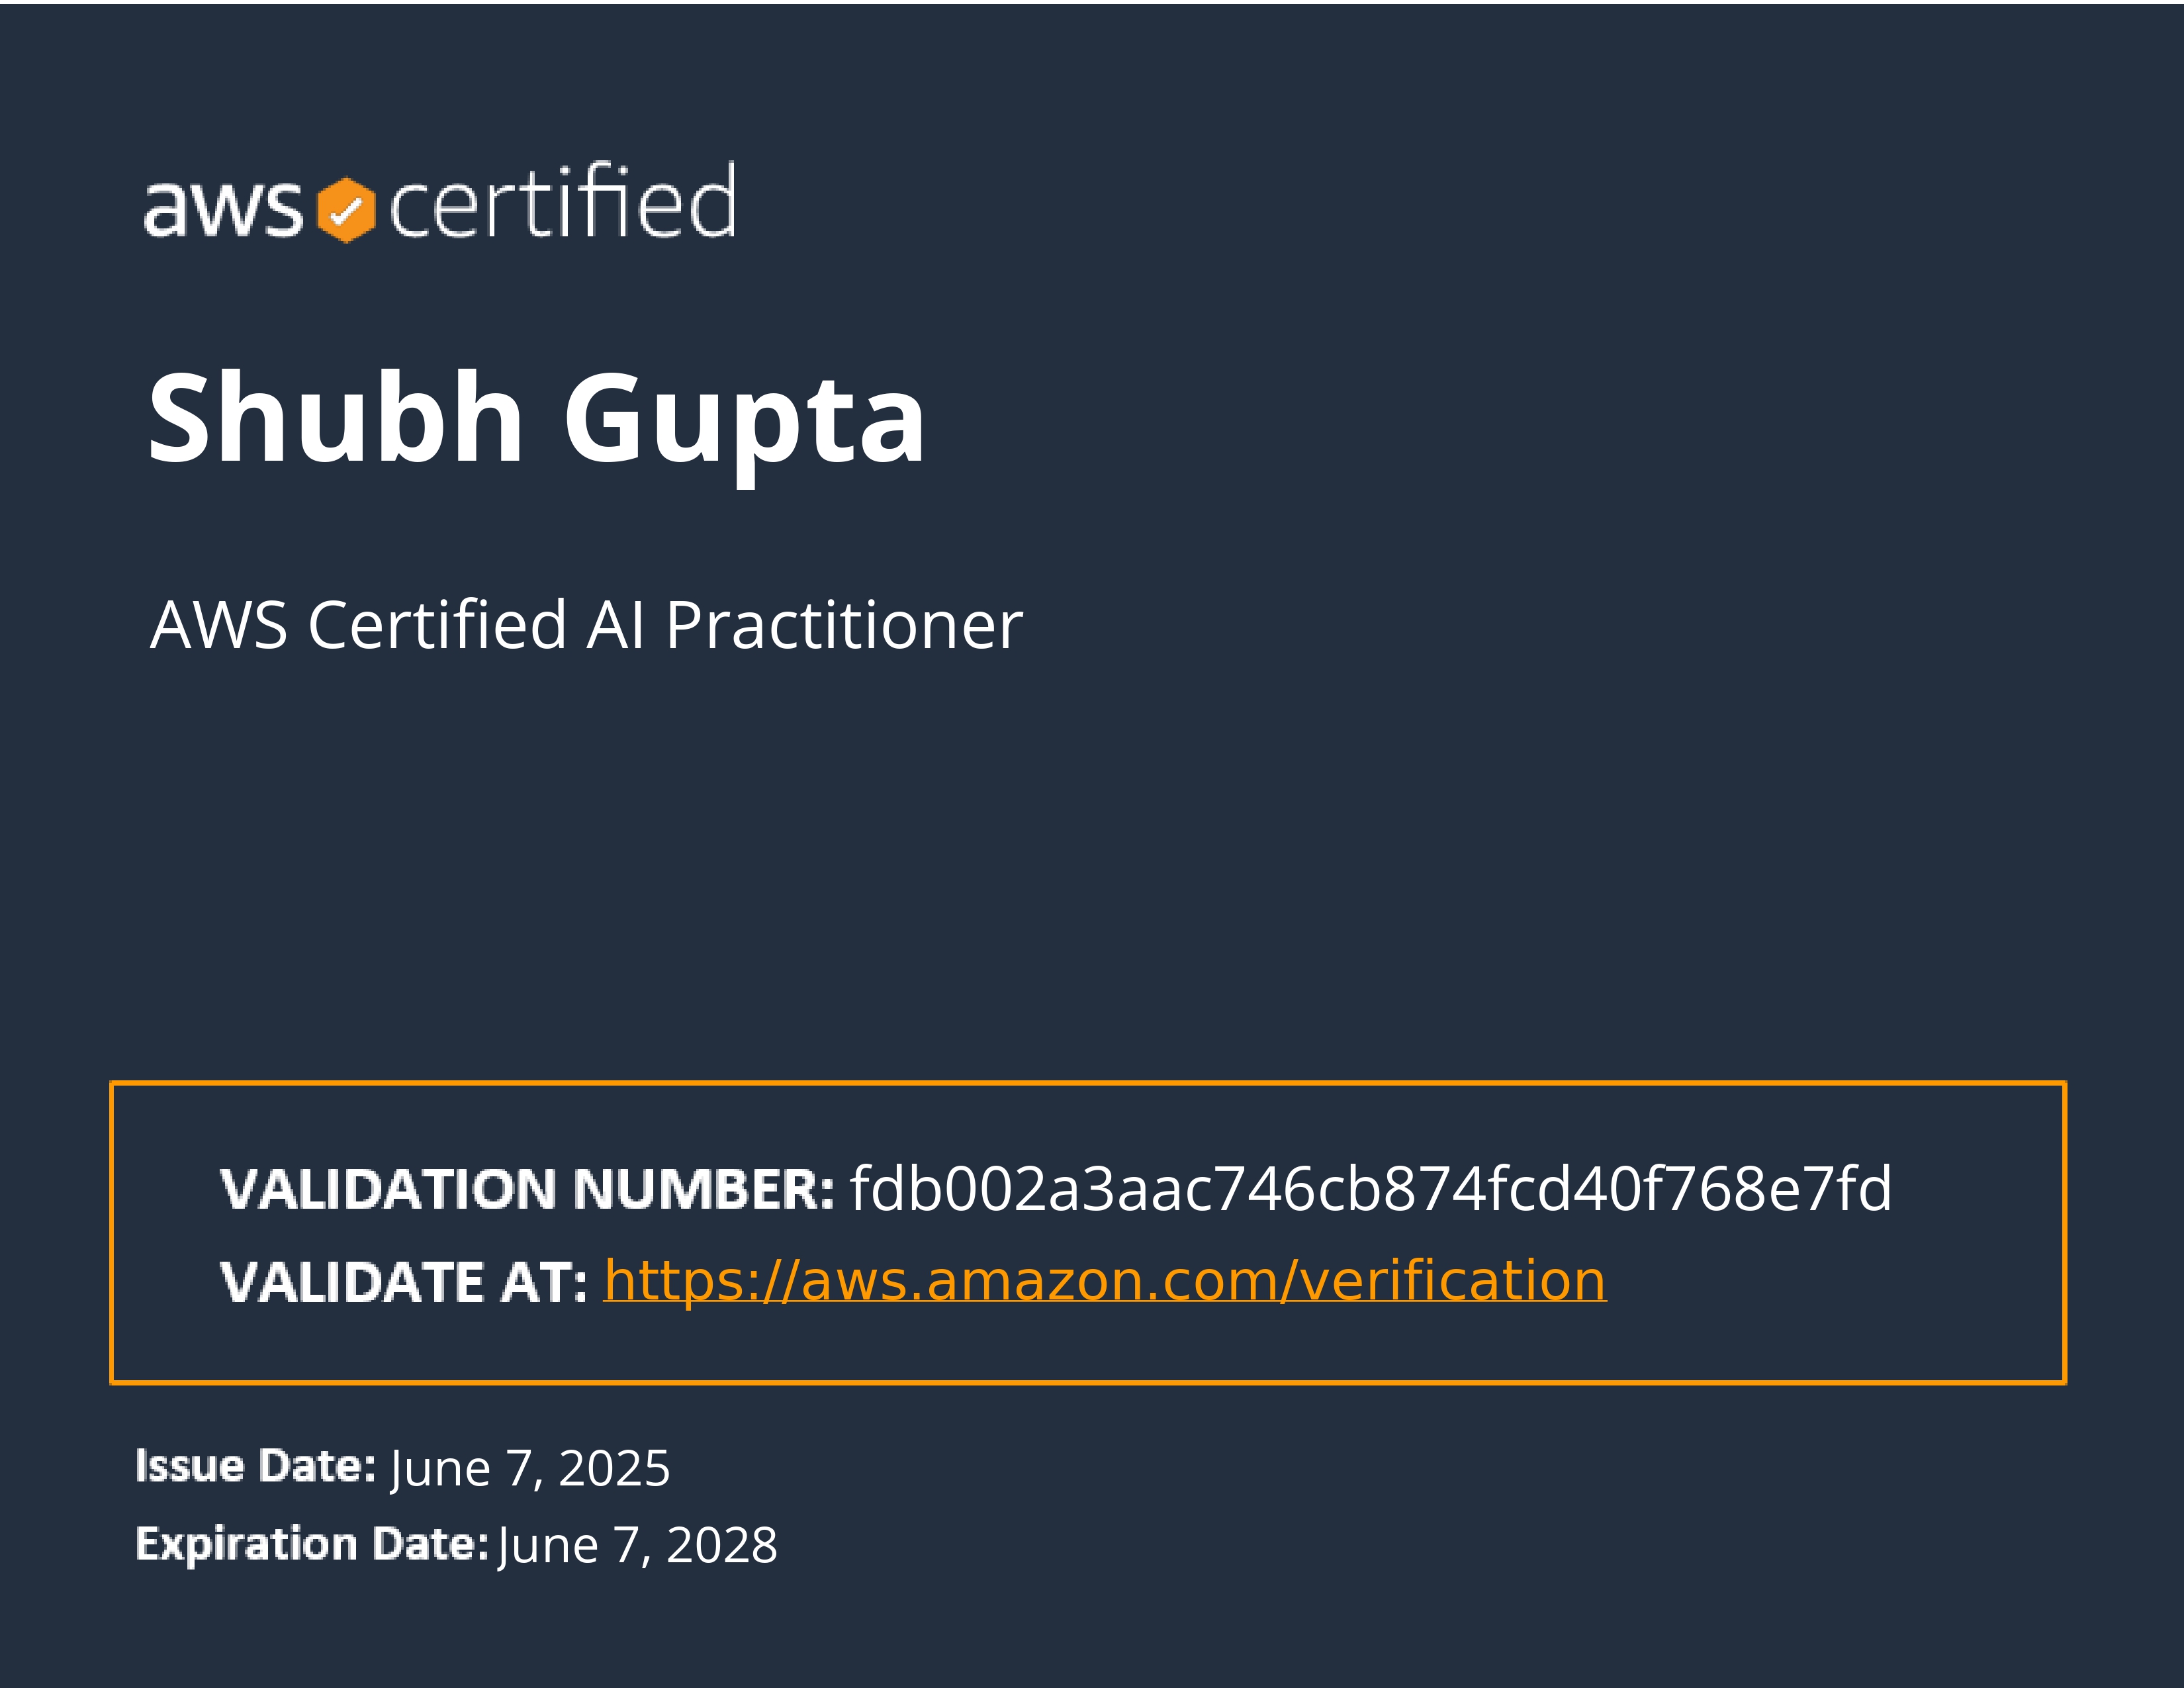 aws certified
Shubh Gupta
AWS Certified AI Practitioner
VALIDATION NUMBER: fdb002a3aac746cb874fcd40f768e7fd
VALIDATE AT: https://aws.amazon.com/verification
Issue Date: June 7, 2025
Expiration Date: June 7, 2028